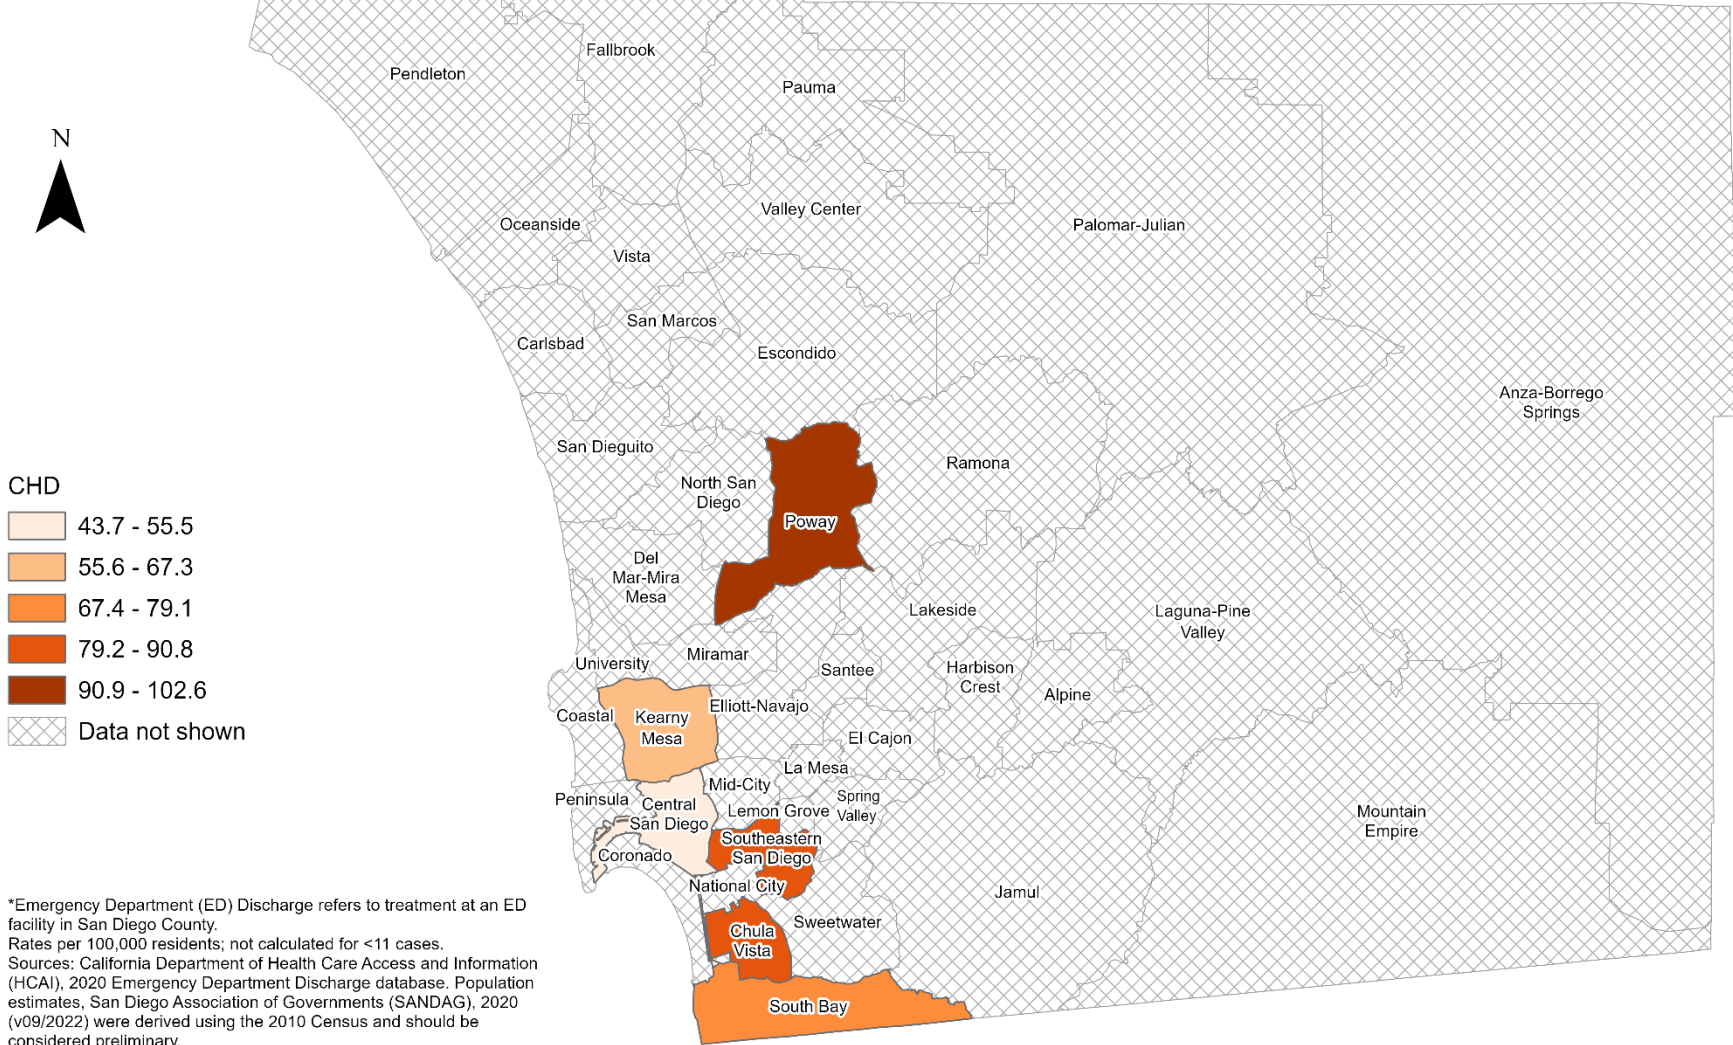 Fallbrook
Pendleton
Pauma
N
Valley Center
Oceanside
Palomar-Julian
Vista
San Marcos
Carlsbad
Escondido
Anza-Borrego
Springs
San Dieguito
Ramona
North San
Diego
Poway
CHD
43.7 - 55.5
55.6 - 67.3
67.4 - 79.1
79.2 - 90.8
90.9 - 102.6
Data not shown
Del
Mar-Mira
Mesa
Lakeside
Laguna-Pine
Valley
Miramar
University
Santee
Harbison
Crest
Alpine
Elliott-Navajo
Coastal
Kearny
Mesa
El Cajon
La Mesa
Mid-City
Peninsula
Central
San Diego
Spring
Valley
Lemon Grove
Mountain
Empire
Southeastern
San Diego
Coronado
National City
Jamul
Sweetwater
Chula
Vista
South Bay
*Emergency Department (ED) Discharge refers to treatment at an ED
facility in San Diego County.
Rates per 100,000 residents; not calculated for <11 cases.
Sources: California Department of Health Care Access and Information
(HCAI), 2020 Emergency Department Discharge database. Population
estimates, San Diego Association of Governments (SANDAG), 2020
(v09/2022) were derived using the 2010 Census and should be
considered preliminary.